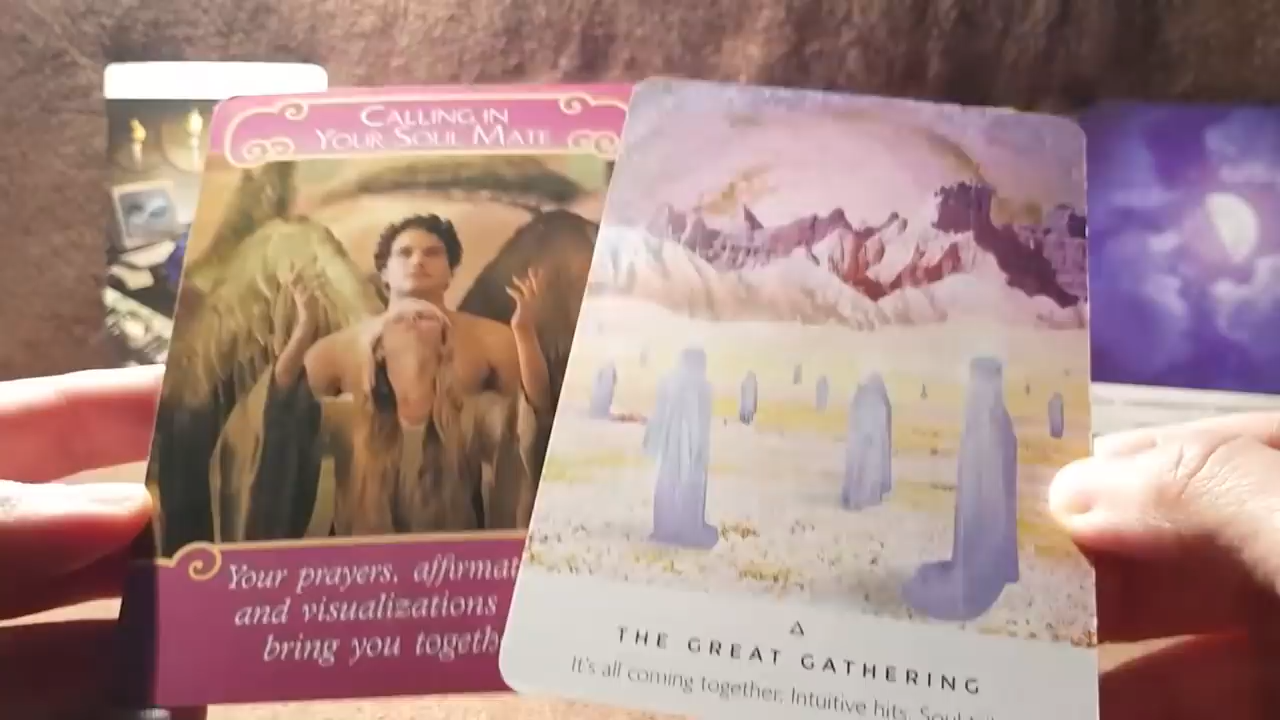 CALLING IN
YOUR SOUL MATE
Your prayers, affirmat
and visualizations
bring you togeth
THE GREAT GATHERING
It's all coming together. Intuitive hits. Soul